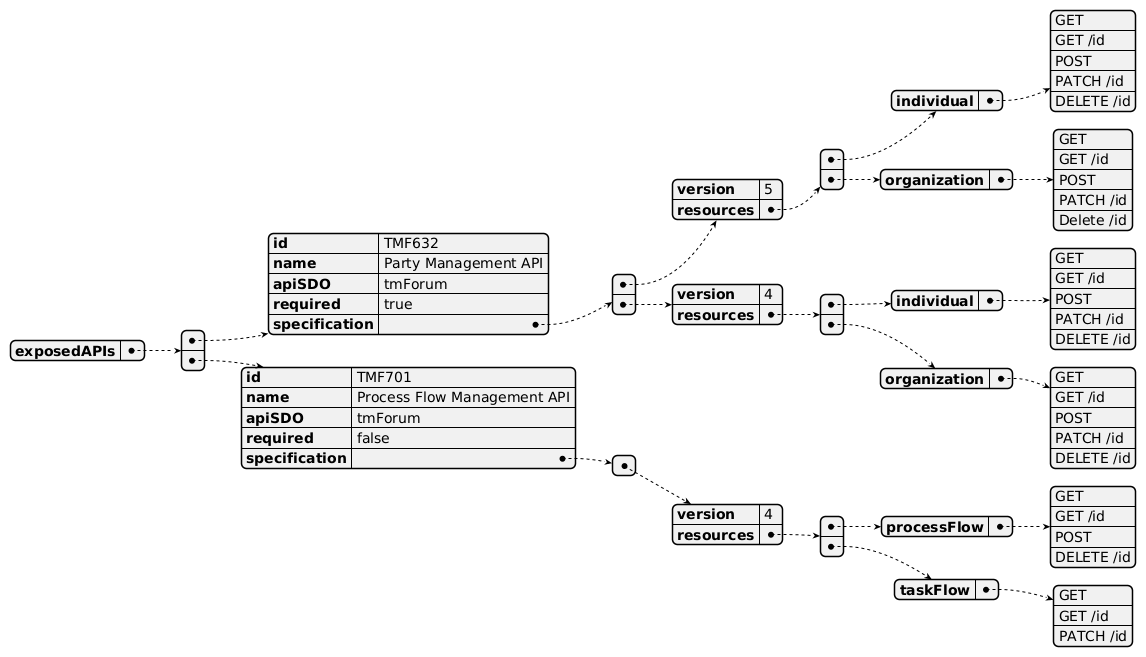 exposedAPIs
id TMF632
name Party Management API
apiSDO tmForum
required true
specification
version 5
resources
individual
GET
GET /id
POST
PATCH /id
DELETE /id
organization
GET
GET /id
POST
PATCH /id
Delete /id
version 4
resources
individual
GET
GET /id
POST
PATCH /id
DELETE /id
organization
GET
GET /id
POST
PATCH /id
DELETE /id
id TMF701
name Process Flow Management API
apiSDO tmForum
required false
specification
version 4
resources
processFlow
GET
GET /id
POST
DELETE /id
taskFlow
GET
GET /id
PATCH /id